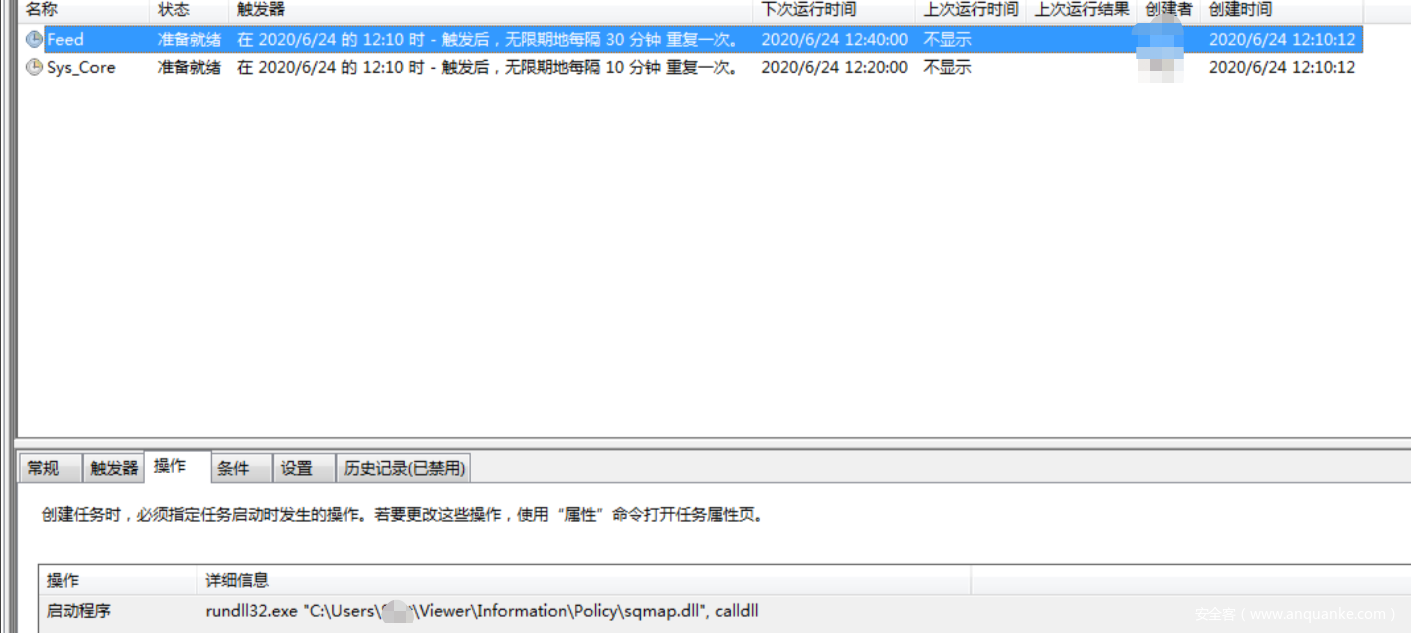 名称 状态 触发器 下次运行时间 上次运行时间 上次运行结果 创建者 创建时间
Feed 准备就绪 在 2020/6/24 的 12:10 时 - 触发后，无限期地每隔 30 分钟 重复一次。 2020/6/24 12:40:00 不显示 2020/6/24 12:10:12
Sys_Core 准备就绪 在 2020/6/24 的 12:10 时 - 触发后，无限期地每隔 10 分钟 重复一次。 2020/6/24 12:20:00 不显示 2020/6/24 12:10:12
常规 触发器 操作 条件 设置 历史记录(已禁用)
创建任务时，必须指定任务启动时发生的操作。若要更改这些操作，使用“属性”命令打开任务属性页。
操作 详细信息
启动程序 rundll32.exe "C:\Users\ \Viewer\Information\Policy\sqmap.dll", calldll
安全客（www.anquanke.com）